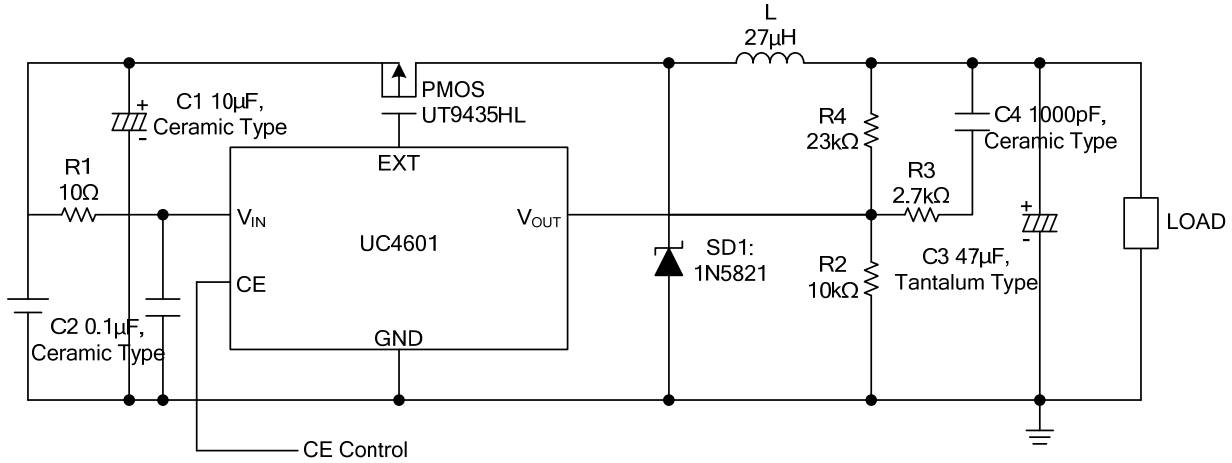 L
27µH
PMOS
UT9435HL
C1 10µF,
Ceramic Type
+
-
R1
10Ω
EXT
VIN
VOUT
UC4601
CE
GND
C2 0.1µF,
Ceramic Type
SD1:
1N5821
R4
23kΩ
R3
2.7kΩ
R2
10kΩ
C4 1000pF,
Ceramic Type
+
-
C3 47µF,
Tantalum Type
LOAD
CE Control